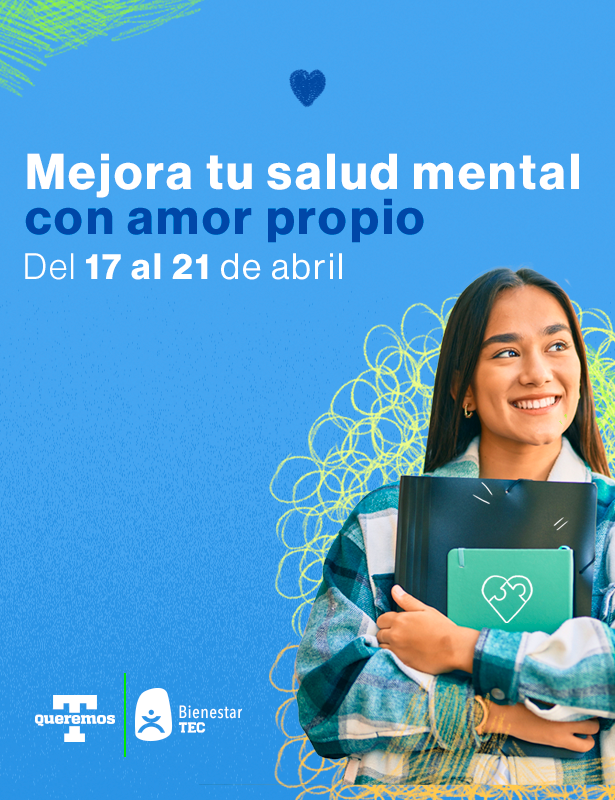 Mejora tu salud mental
con amor propio
Del 17 al 21 de abril
T
queremos
Bienestar
TEC